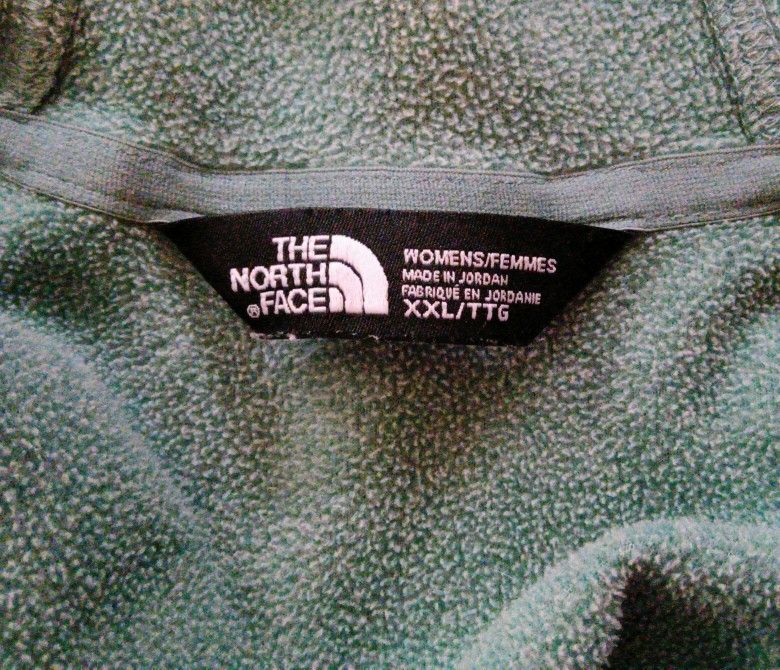 THE
NORTH
® FACE
WOMENS/FEMMES
MADE IN JORDAN
FABRIQUÉ EN JORDANIE
XXL/TTG